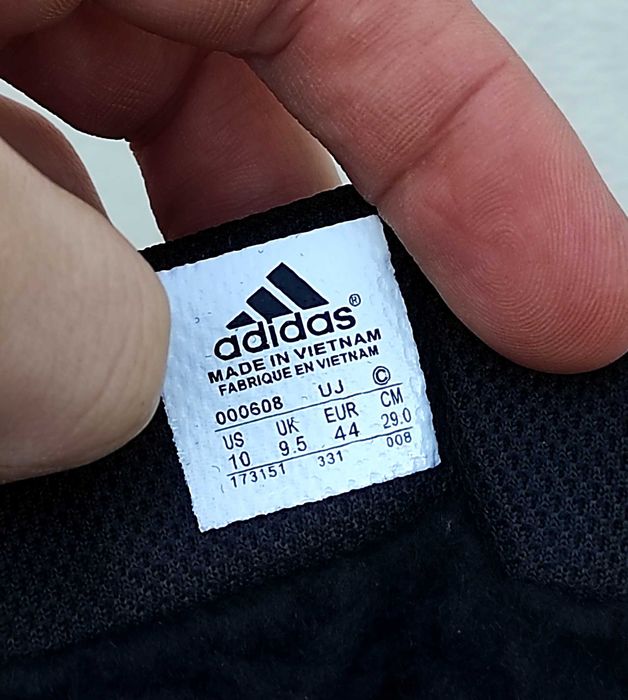 adidas®
MADE IN VIETNAM
FABRIQUE EN VIETNAM
000608 UJ ©
US UK EUR CM
10 9.5 44 29.0
173151 331 008